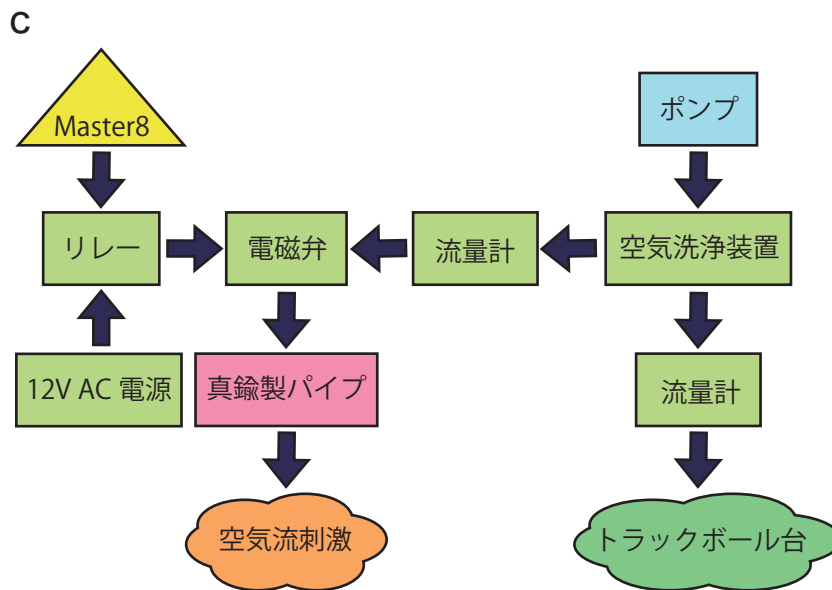 C
Master8
ポンプ
リレー
電磁弁
流量計
空気洗浄装置
12V AC 電源
真鍮製パイプ
流量計
空気流刺激
トラックボール台